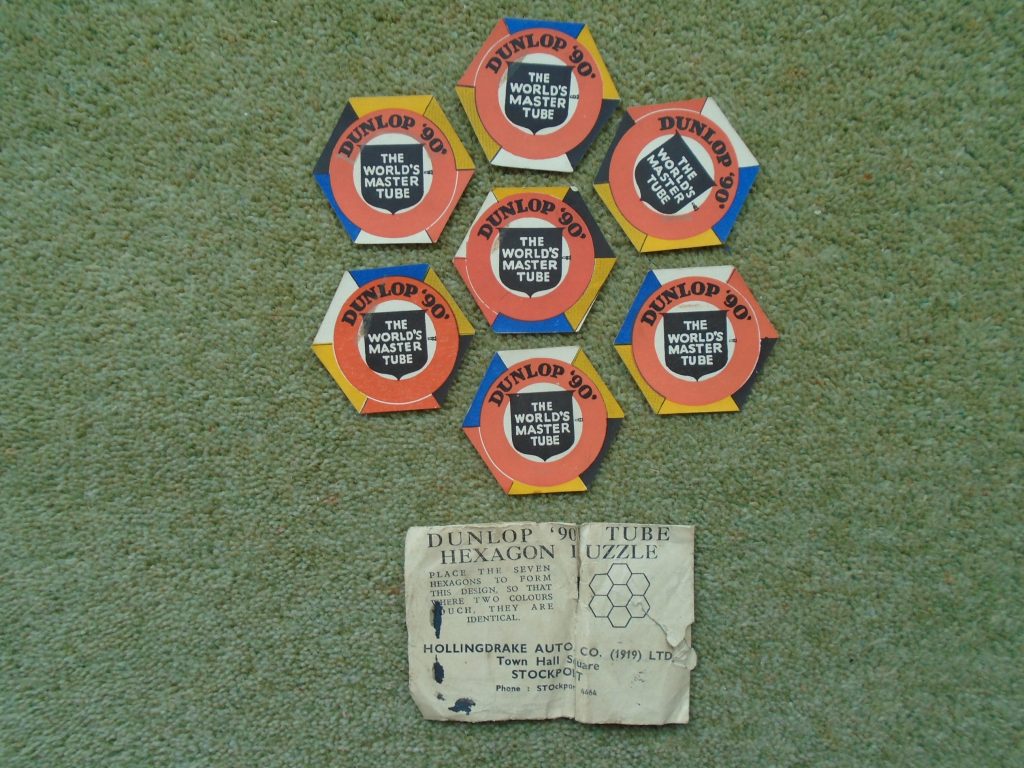 DUNLOP '90'
THE
WORLD'S
MASTER
TUBE
DUNLOP '90'
THE
WORLD'S
MASTER
TUBE
DUNLOP '90'
THE
WORLD'S
MASTER
TUBE
DUNLOP '90'
THE
WORLD'S
MASTER
TUBE
DUNLOP '90'
THE
WORLD'S
MASTER
TUBE
DUNLOP '90'
THE
WORLD'S
MASTER
TUBE
DUNLOP '90'
THE
WORLD'S
MASTER
TUBE
DUNLOP '90 TUBE
HEXAGON PUZZLE
PLACE THE SEVEN
HEXAGONS TO FORM
THIS DESIGN, SO THAT
WHERE TWO COLOURS
TOUCH, THEY ARE
IDENTICAL.
HOLLINGDRAKE AUTO CO. (1919) LTD
Town Hall Square
STOCKPORT
Phone : STOckport 4464